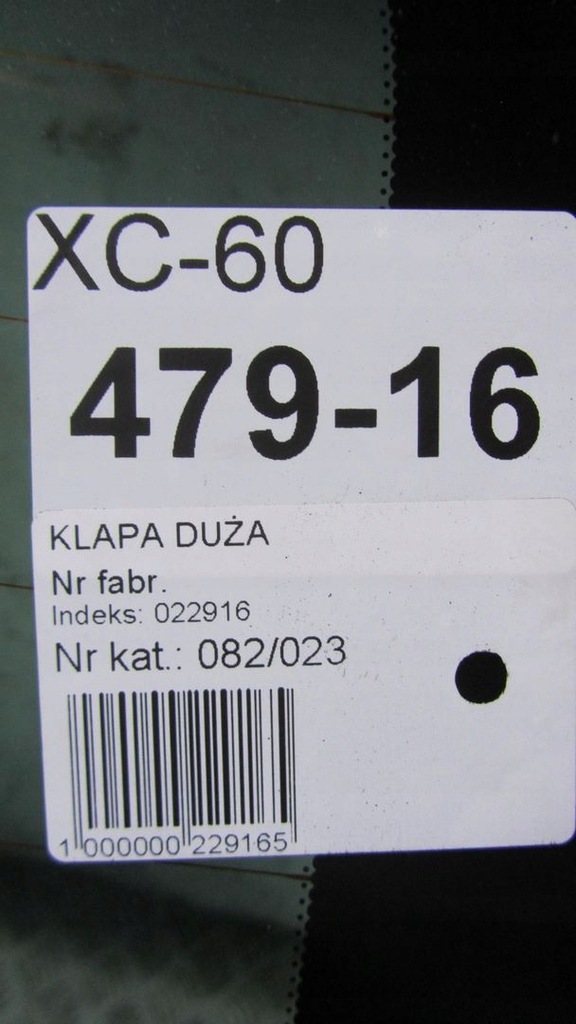 XC-60
479-16
KLAPA DUŻA
Nr fabr.
Indeks: 022916
Nr kat.: 082/023
1 000000 229165